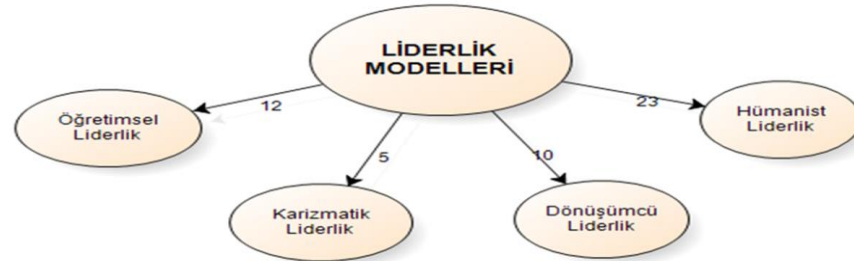 LİDERLİK
MODELLERİ
12
23
Öğretimsel
Liderlik
Hümanist
Liderlik
5
10
Karizmatik
Liderlik
Dönüşümcü
Liderlik